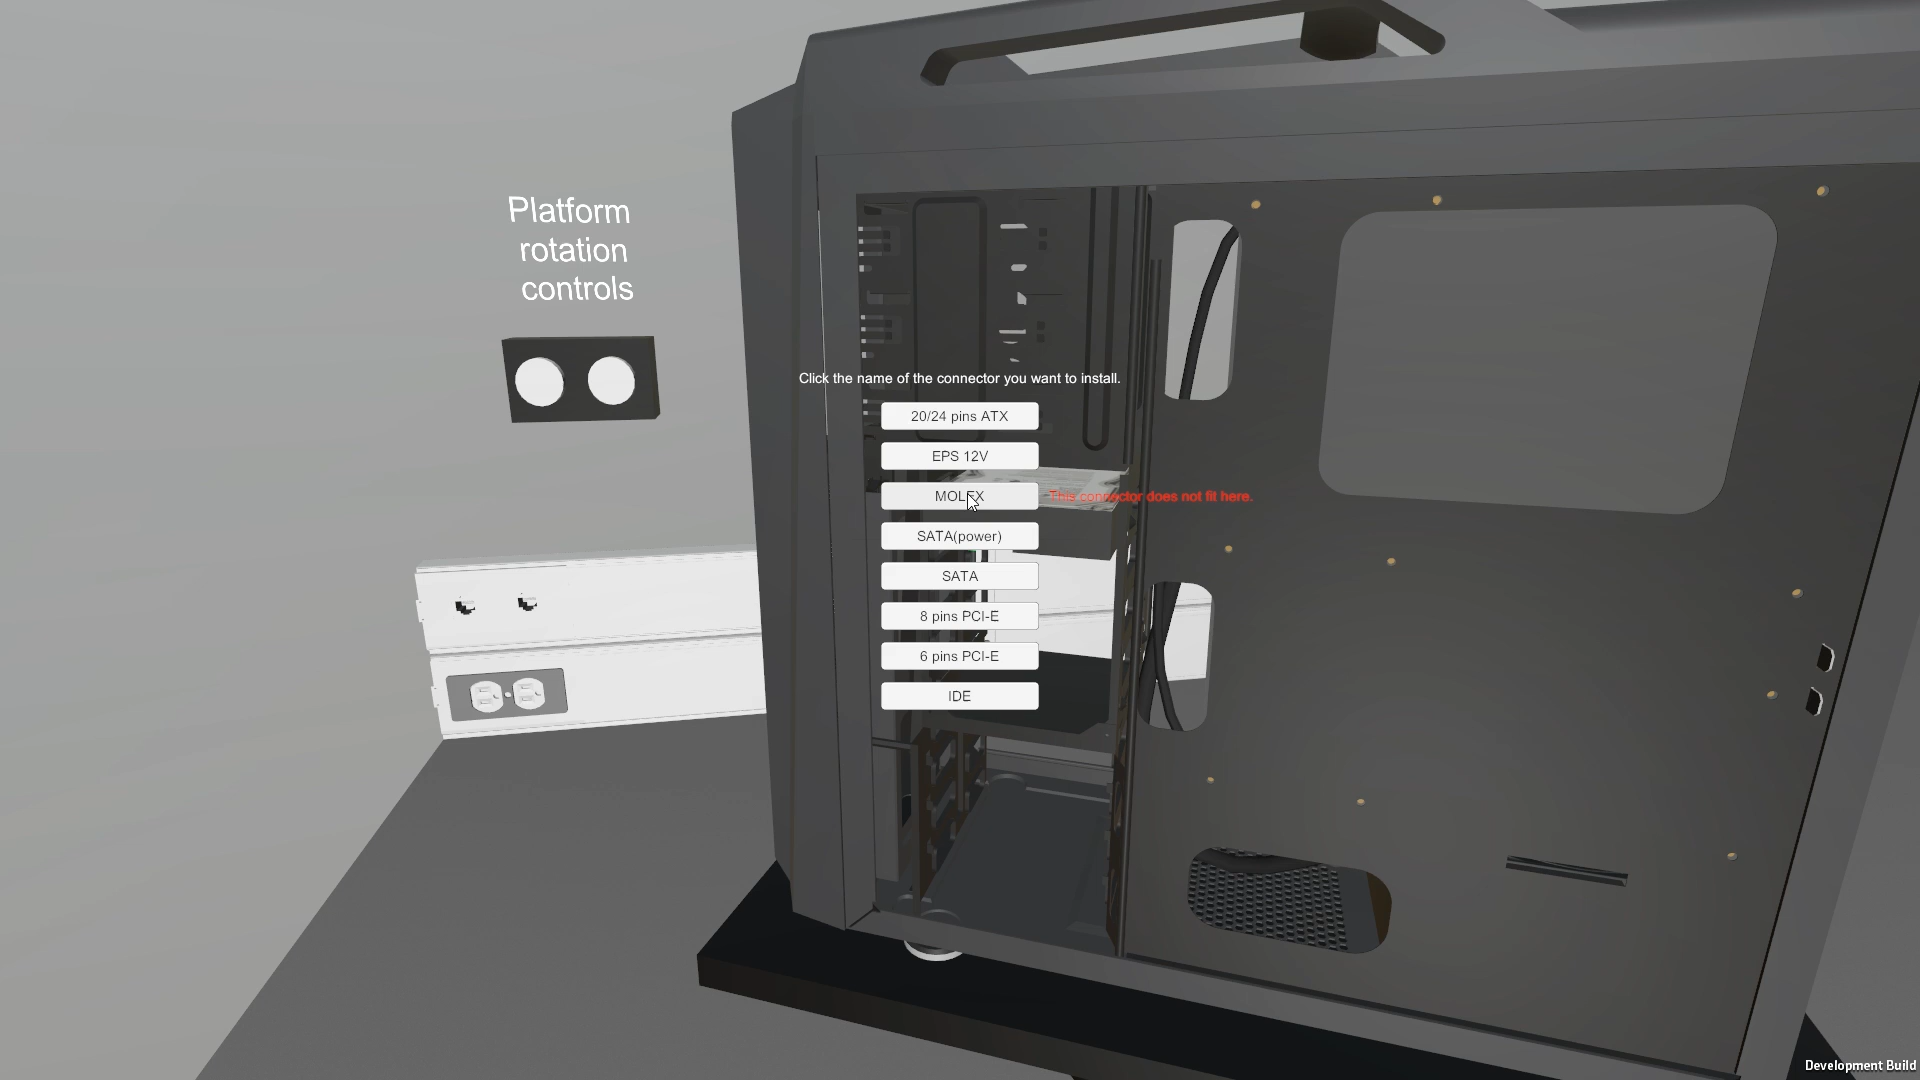 Platform
rotation
controls
Click the name of the connector you want to install.
20/24 pins ATX
EPS 12V
MOLEX
This connector does not fit here.
SATA(power)
SATA
8 pins PCI-E
6 pins PCI-E
IDE
Development Build